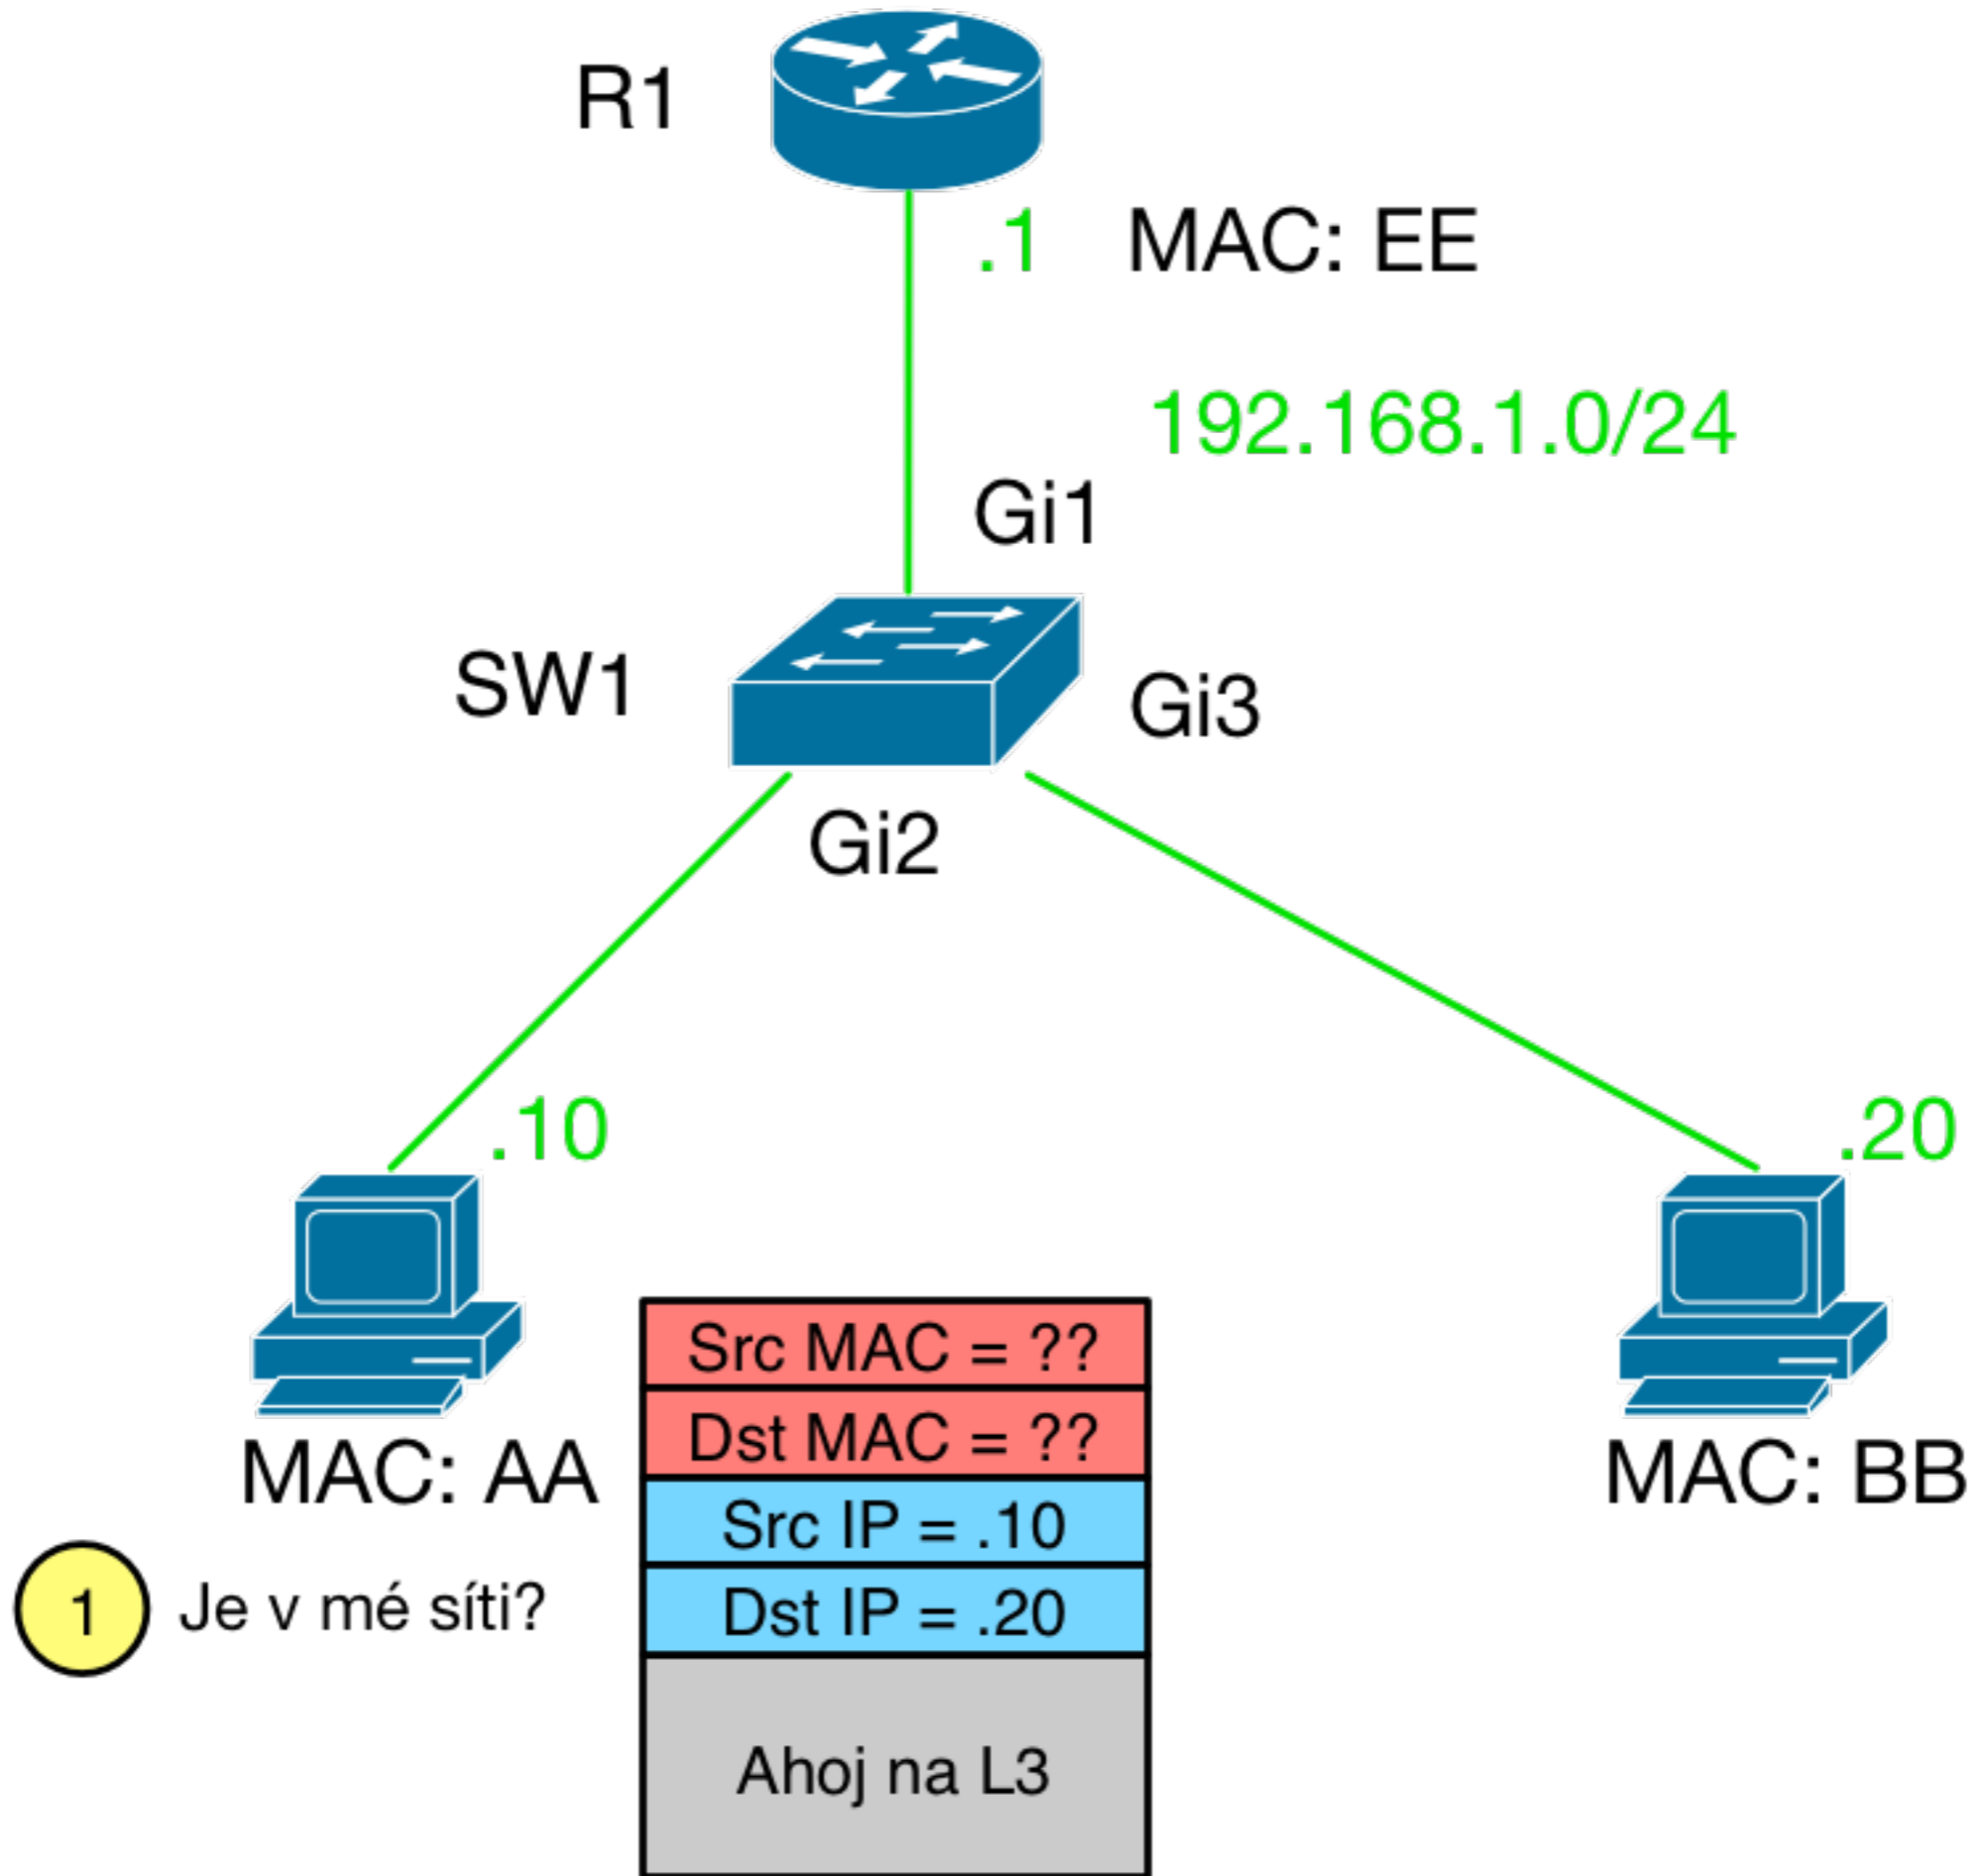 R1
.1
MAC: EE
192.168.1.0/24
Gi1
SW1
Gi3
Gi2
.10
.20
MAC: AA
MAC: BB
1
Je v mé síti?
Src MAC = ??
Dst MAC = ??
Src IP = .10
Dst IP = .20
Ahoj na L3